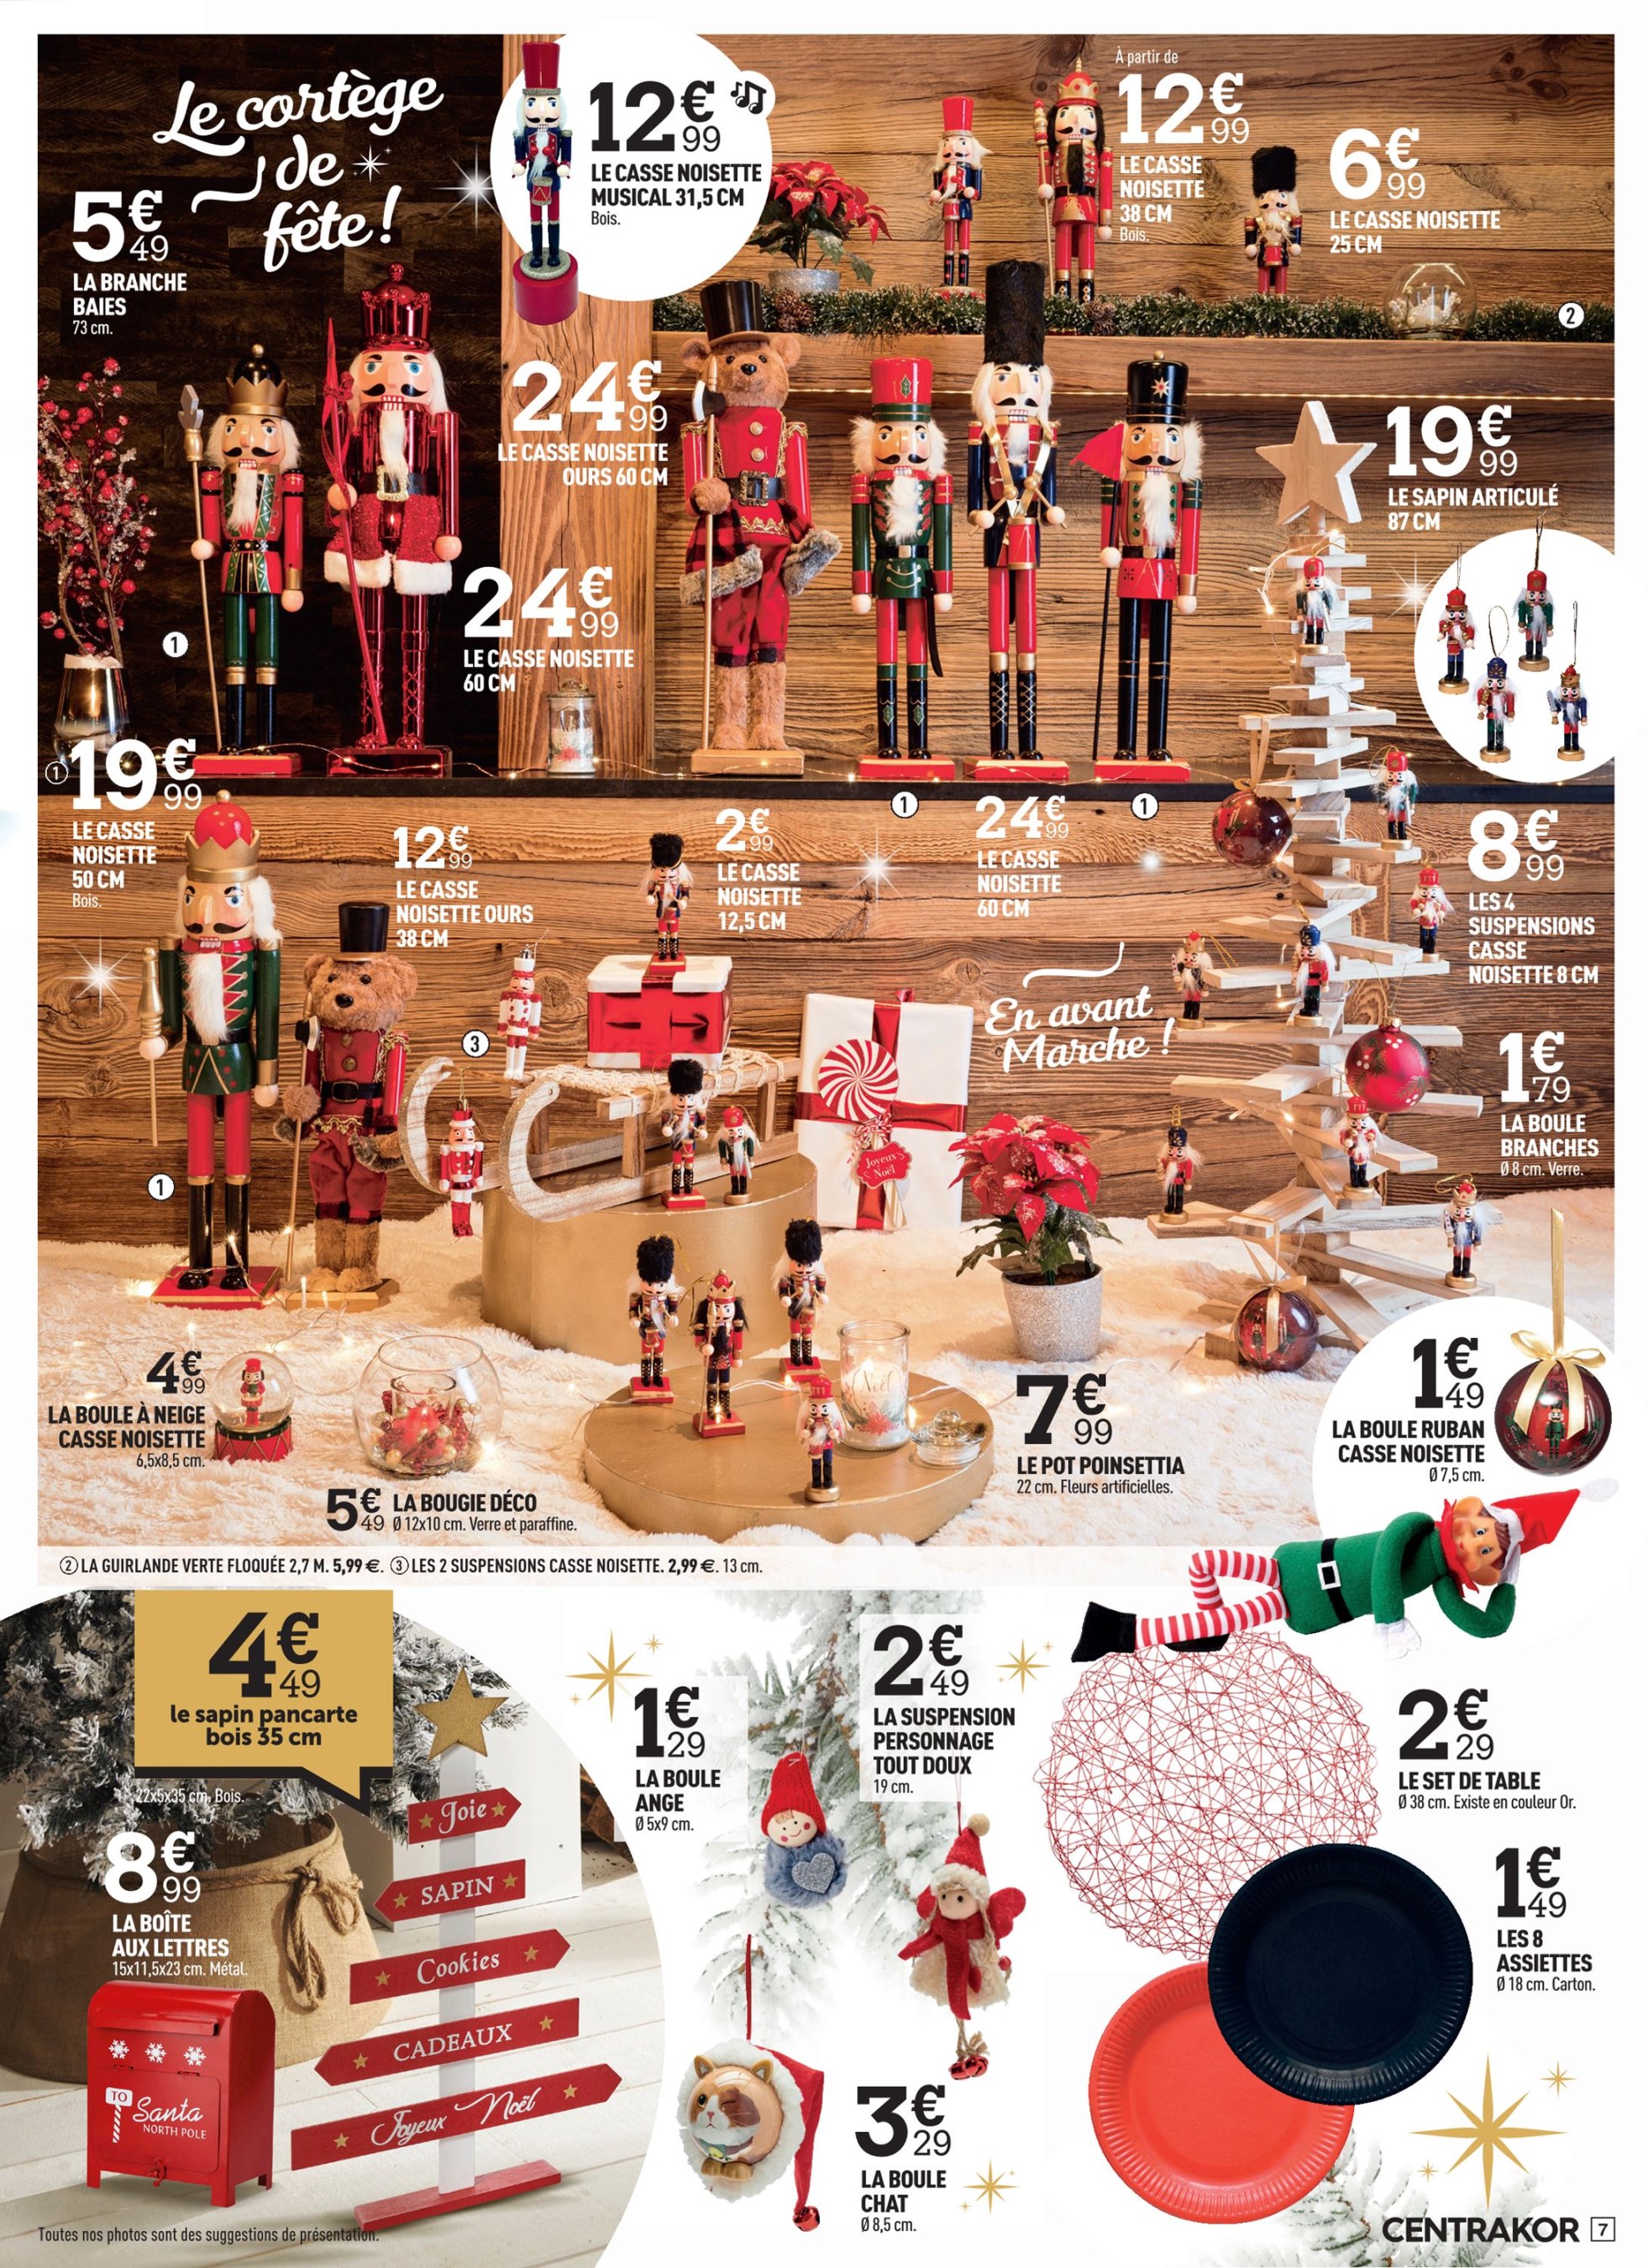 Le cortège
de
fête !
5€49
LA BRANCHE
BAIES
73 cm.
12€99
LE CASSE NOISETTE
MUSICAL 31,5 CM
Bois.
À partir de
12€99
LE CASSE
NOISETTE
38 CM
Bois.
6€99
LE CASSE NOISETTE
25 CM
2
24€99
LE CASSE NOISETTE
OURS 60 CM
19€99
LE SAPIN ARTICULÉ
87 CM
24€99
LE CASSE NOISETTE
60 CM
1
1 19€99
LE CASSE
NOISETTE
50 CM
Bois.
12€99
LE CASSE
NOISETTE OURS
38 CM
2€99
LE CASSE
NOISETTE
12,5 CM
1
24€99
LE CASSE
NOISETTE
60 CM
1
8€99
LES 4
SUSPENSIONS
CASSE
NOISETTE 8 CM
En avant
Marche !
3
1€79
LA BOULE
BRANCHES
Ø 8 cm. Verre.
Joyeux
Noël
1
4€99
LA BOULE À NEIGE
CASSE NOISETTE
6,5x8,5 cm.
5€49
LA BOUGIE DÉCO
Ø 12x10 cm. Verre et paraffine.
Noël
7€99
LE POT POINSETTIA
22 cm. Fleurs artificielles.
1€49
LA BOULE RUBAN
CASSE NOISETTE
Ø 7,5 cm.
2 LA GUIRLANDE VERTE FLOQUÉE 2,7 M. 5,99 €. 3 LES 2 SUSPENSIONS CASSE NOISETTE. 2,99 €. 13 cm.
4€49
le sapin pancarte
bois 35 cm
22x5x35 cm. Bois.
8€99
LA BOÎTE
AUX LETTRES
15x11,5x23 cm. Métal.
Joie
SAPIN
Cookies
CADEAUX
Joyeux Noël
TO
Santa
NORTH POLE
1€29
LA BOULE
ANGE
Ø 5x9 cm.
2€49
LA SUSPENSION
PERSONNAGE
TOUT DOUX
19 cm.
2€29
LE SET DE TABLE
Ø 38 cm. Existe en couleur Or.
1€49
LES 8
ASSIETTES
Ø 18 cm. Carton.
3€29
LA BOULE
CHAT
Ø 8,5 cm.
Toutes nos photos sont des suggestions de présentation.
CENTRAKOR 7